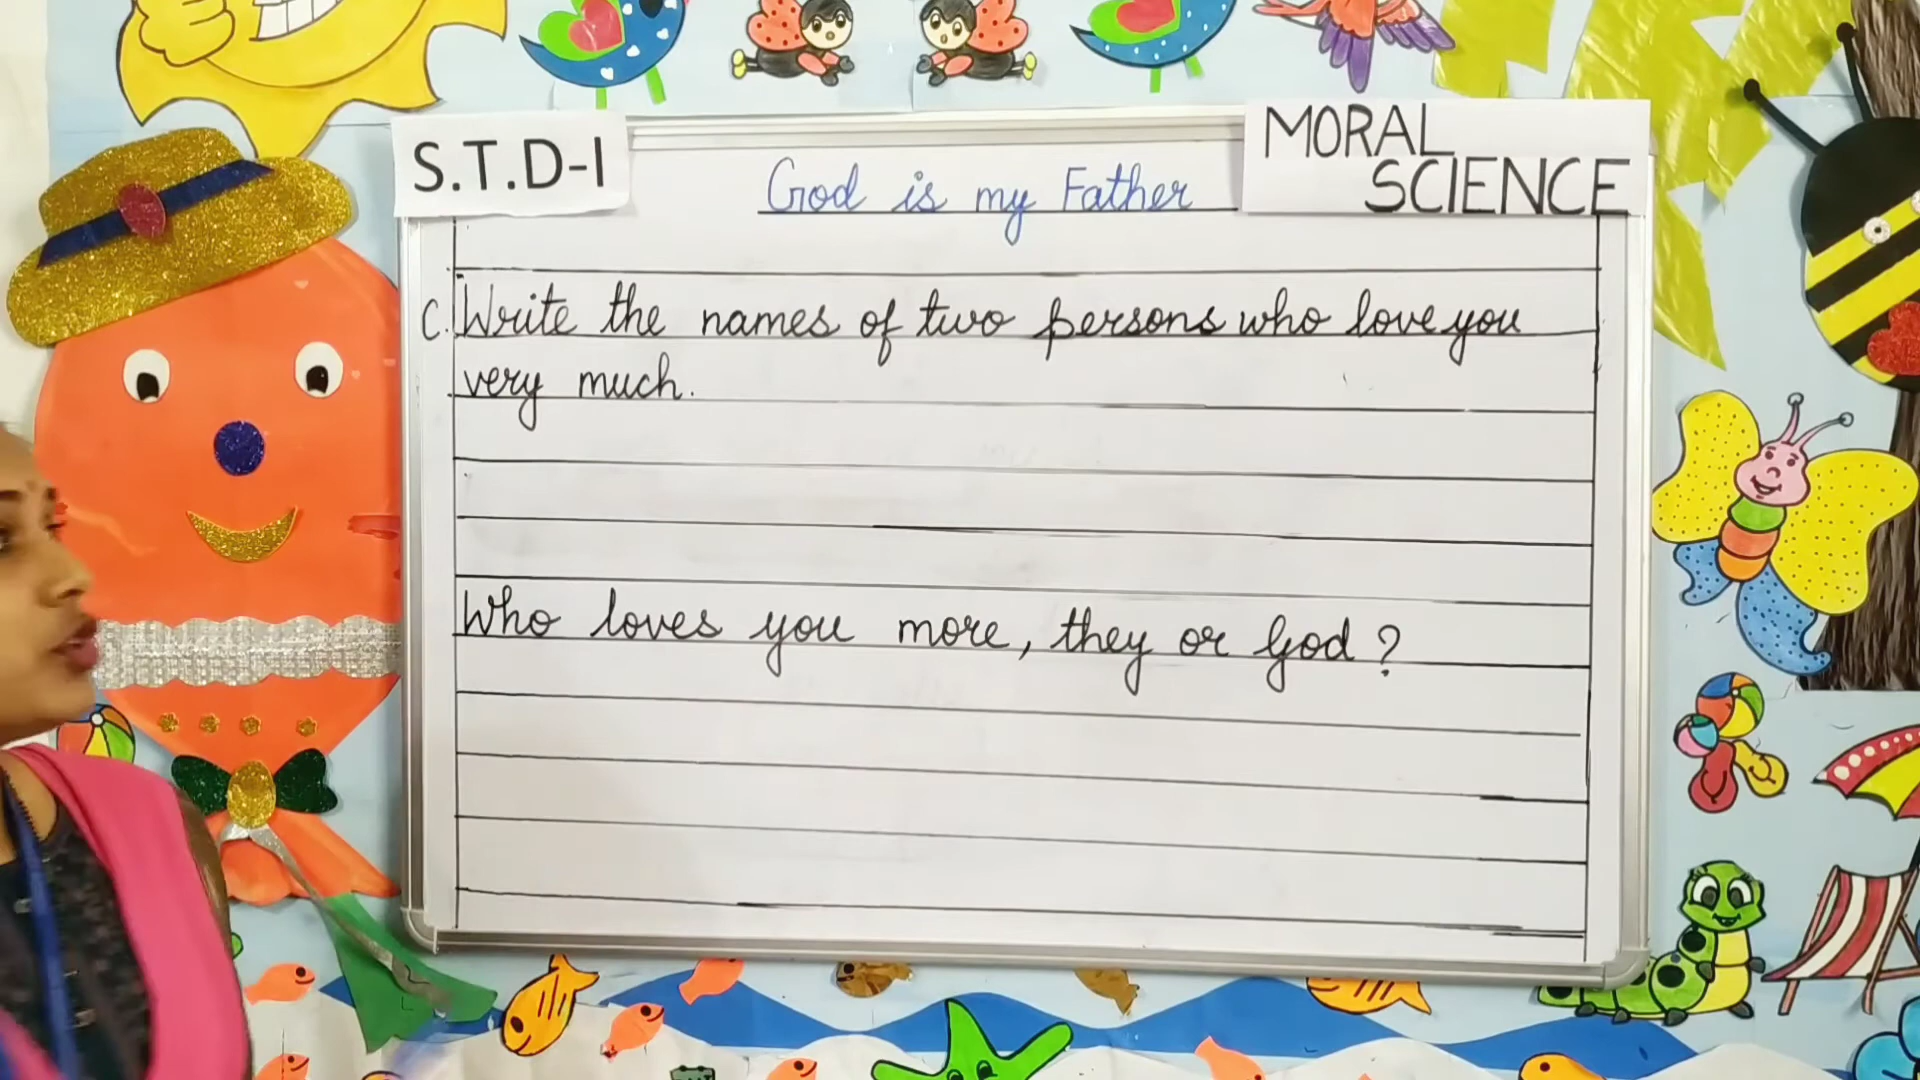 S.T.D-I
MORAL
SCIENCE
God is my Father
C. Write the names of two persons who love you
very much.
Who loves you more, they or God?